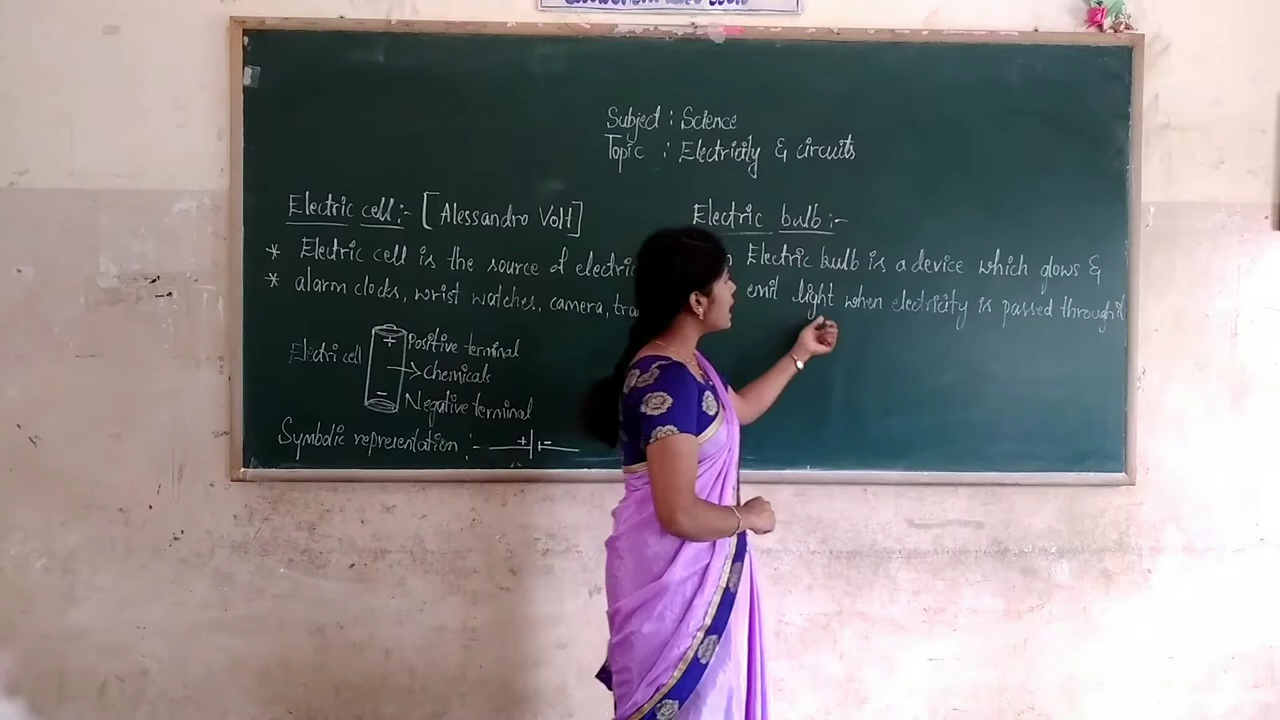 Subject : Science
Topic : Electricity & circuits
Electric cell :- [Alessandro Volt]
* Electric cell is the source of electric
* alarm clocks, wrist watches, camera, tra
Electric cell
+
Positive terminal
chemicals
-
Negative terminal
Symbolic representation :- + -
Electric bulb :-
Electric bulb is a device which glows &
emit light when electricity is passed through it